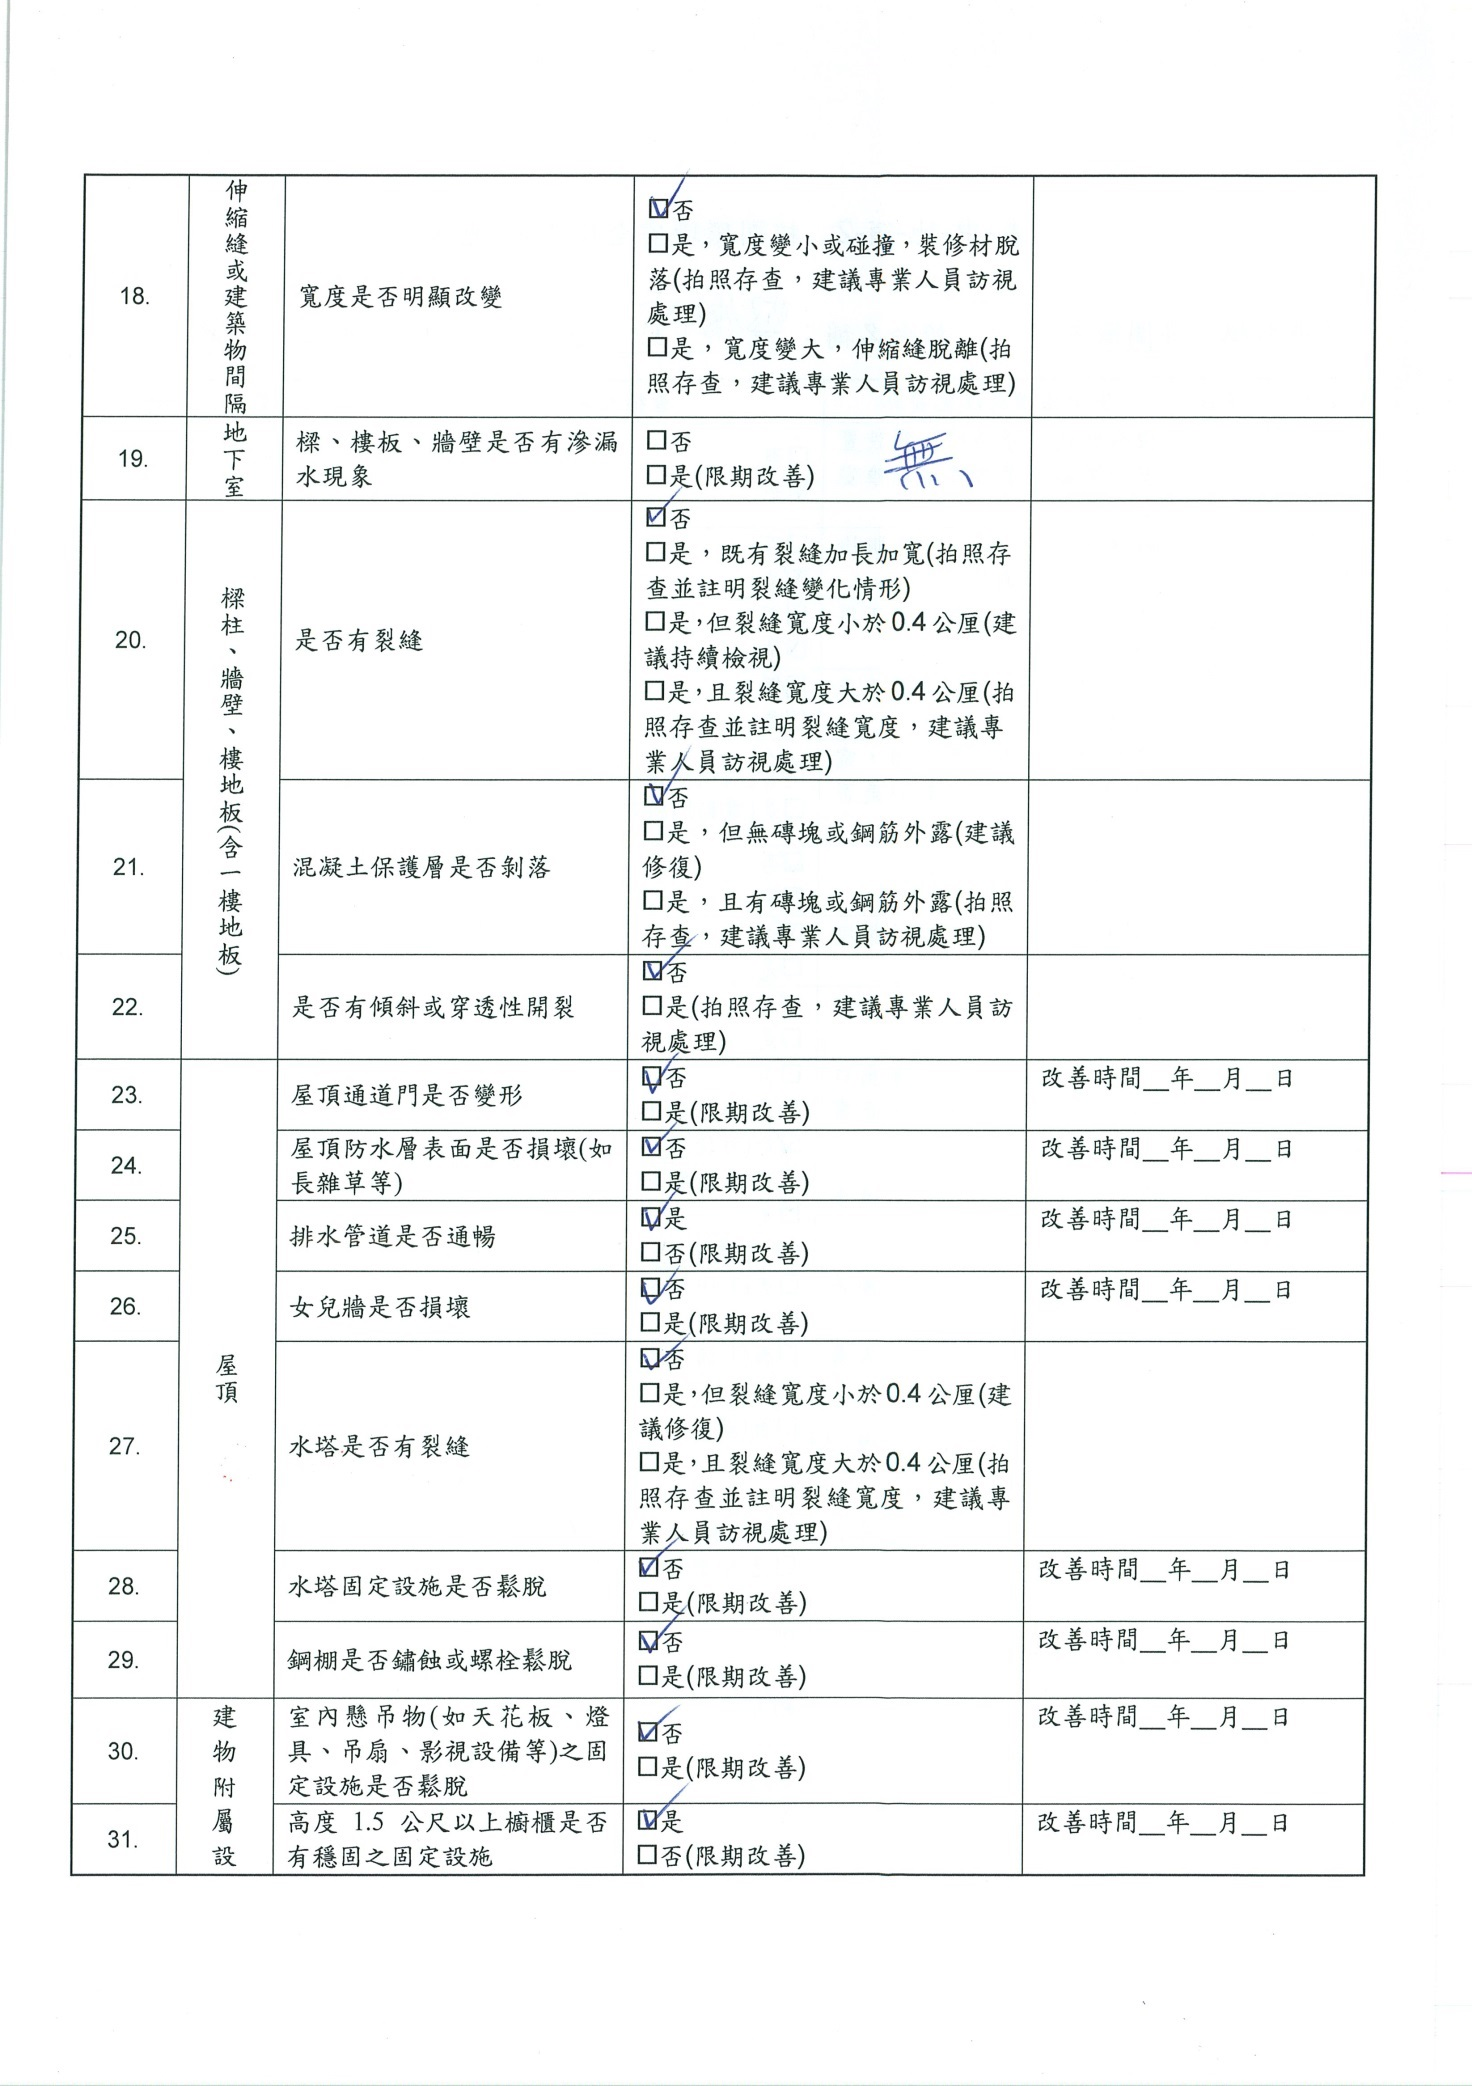 18.
伸縮縫或建築物間隔
寬度是否明顯改變
☑否
□是，寬度變小或碰撞，裝修材脫
落(拍照存查，建議專業人員訪視
處理)
□是，寬度變大，伸縮縫脫離(拍
照存查，建議專業人員訪視處理)
19.
地下室
樑、樓板、牆壁是否有滲漏
水現象
□否
□是(限期改善)
無
20.
樑柱、牆壁、樓地板(含一樓地板)
是否有裂縫
☑否
□是，既有裂縫加長加寬(拍照存
查並註明裂縫變化情形)
□是，但裂縫寬度小於0.4公厘(建
議持續檢視)
□是，且裂縫寬度大於0.4公厘(拍
照存查並註明裂縫寬度，建議專
業人員訪視處理)
21.
混凝土保護層是否剝落
☑否
□是，但無磚塊或鋼筋外露(建議
修復)
□是，且有磚塊或鋼筋外露(拍照
存查，建議專業人員訪視處理)
22.
是否有傾斜或穿透性開裂
☑否
□是(拍照存查，建議專業人員訪
視處理)
23.
屋頂
屋頂通道門是否變形
☑否
□是(限期改善)
改善時間__年__月__日
24.
屋頂防水層表面是否損壞(如
長雜草等)
☑否
□是(限期改善)
改善時間__年__月__日
25.
排水管道是否通暢
☑是
□否(限期改善)
改善時間__年__月__日
26.
女兒牆是否損壞
☑否
□是(限期改善)
改善時間__年__月__日
27.
水塔是否有裂縫
☑否
□是，但裂縫寬度小於0.4公厘(建
議修復)
□是，且裂縫寬度大於0.4公厘(拍
照存查並註明裂縫寬度，建議專
業人員訪視處理)
28.
水塔固定設施是否鬆脫
☑否
□是(限期改善)
改善時間__年__月__日
29.
鋼棚是否鏽蝕或螺栓鬆脫
☑否
□是(限期改善)
改善時間__年__月__日
30.
建物附屬設
室內懸吊物(如天花板、燈
具、吊扇、影視設備等)之固
定設施是否鬆脫
☑否
□是(限期改善)
改善時間__年__月__日
31.
高度 1.5 公尺以上櫥櫃是否
有穩固之固定設施
☑是
□否(限期改善)
改善時間__年__月__日